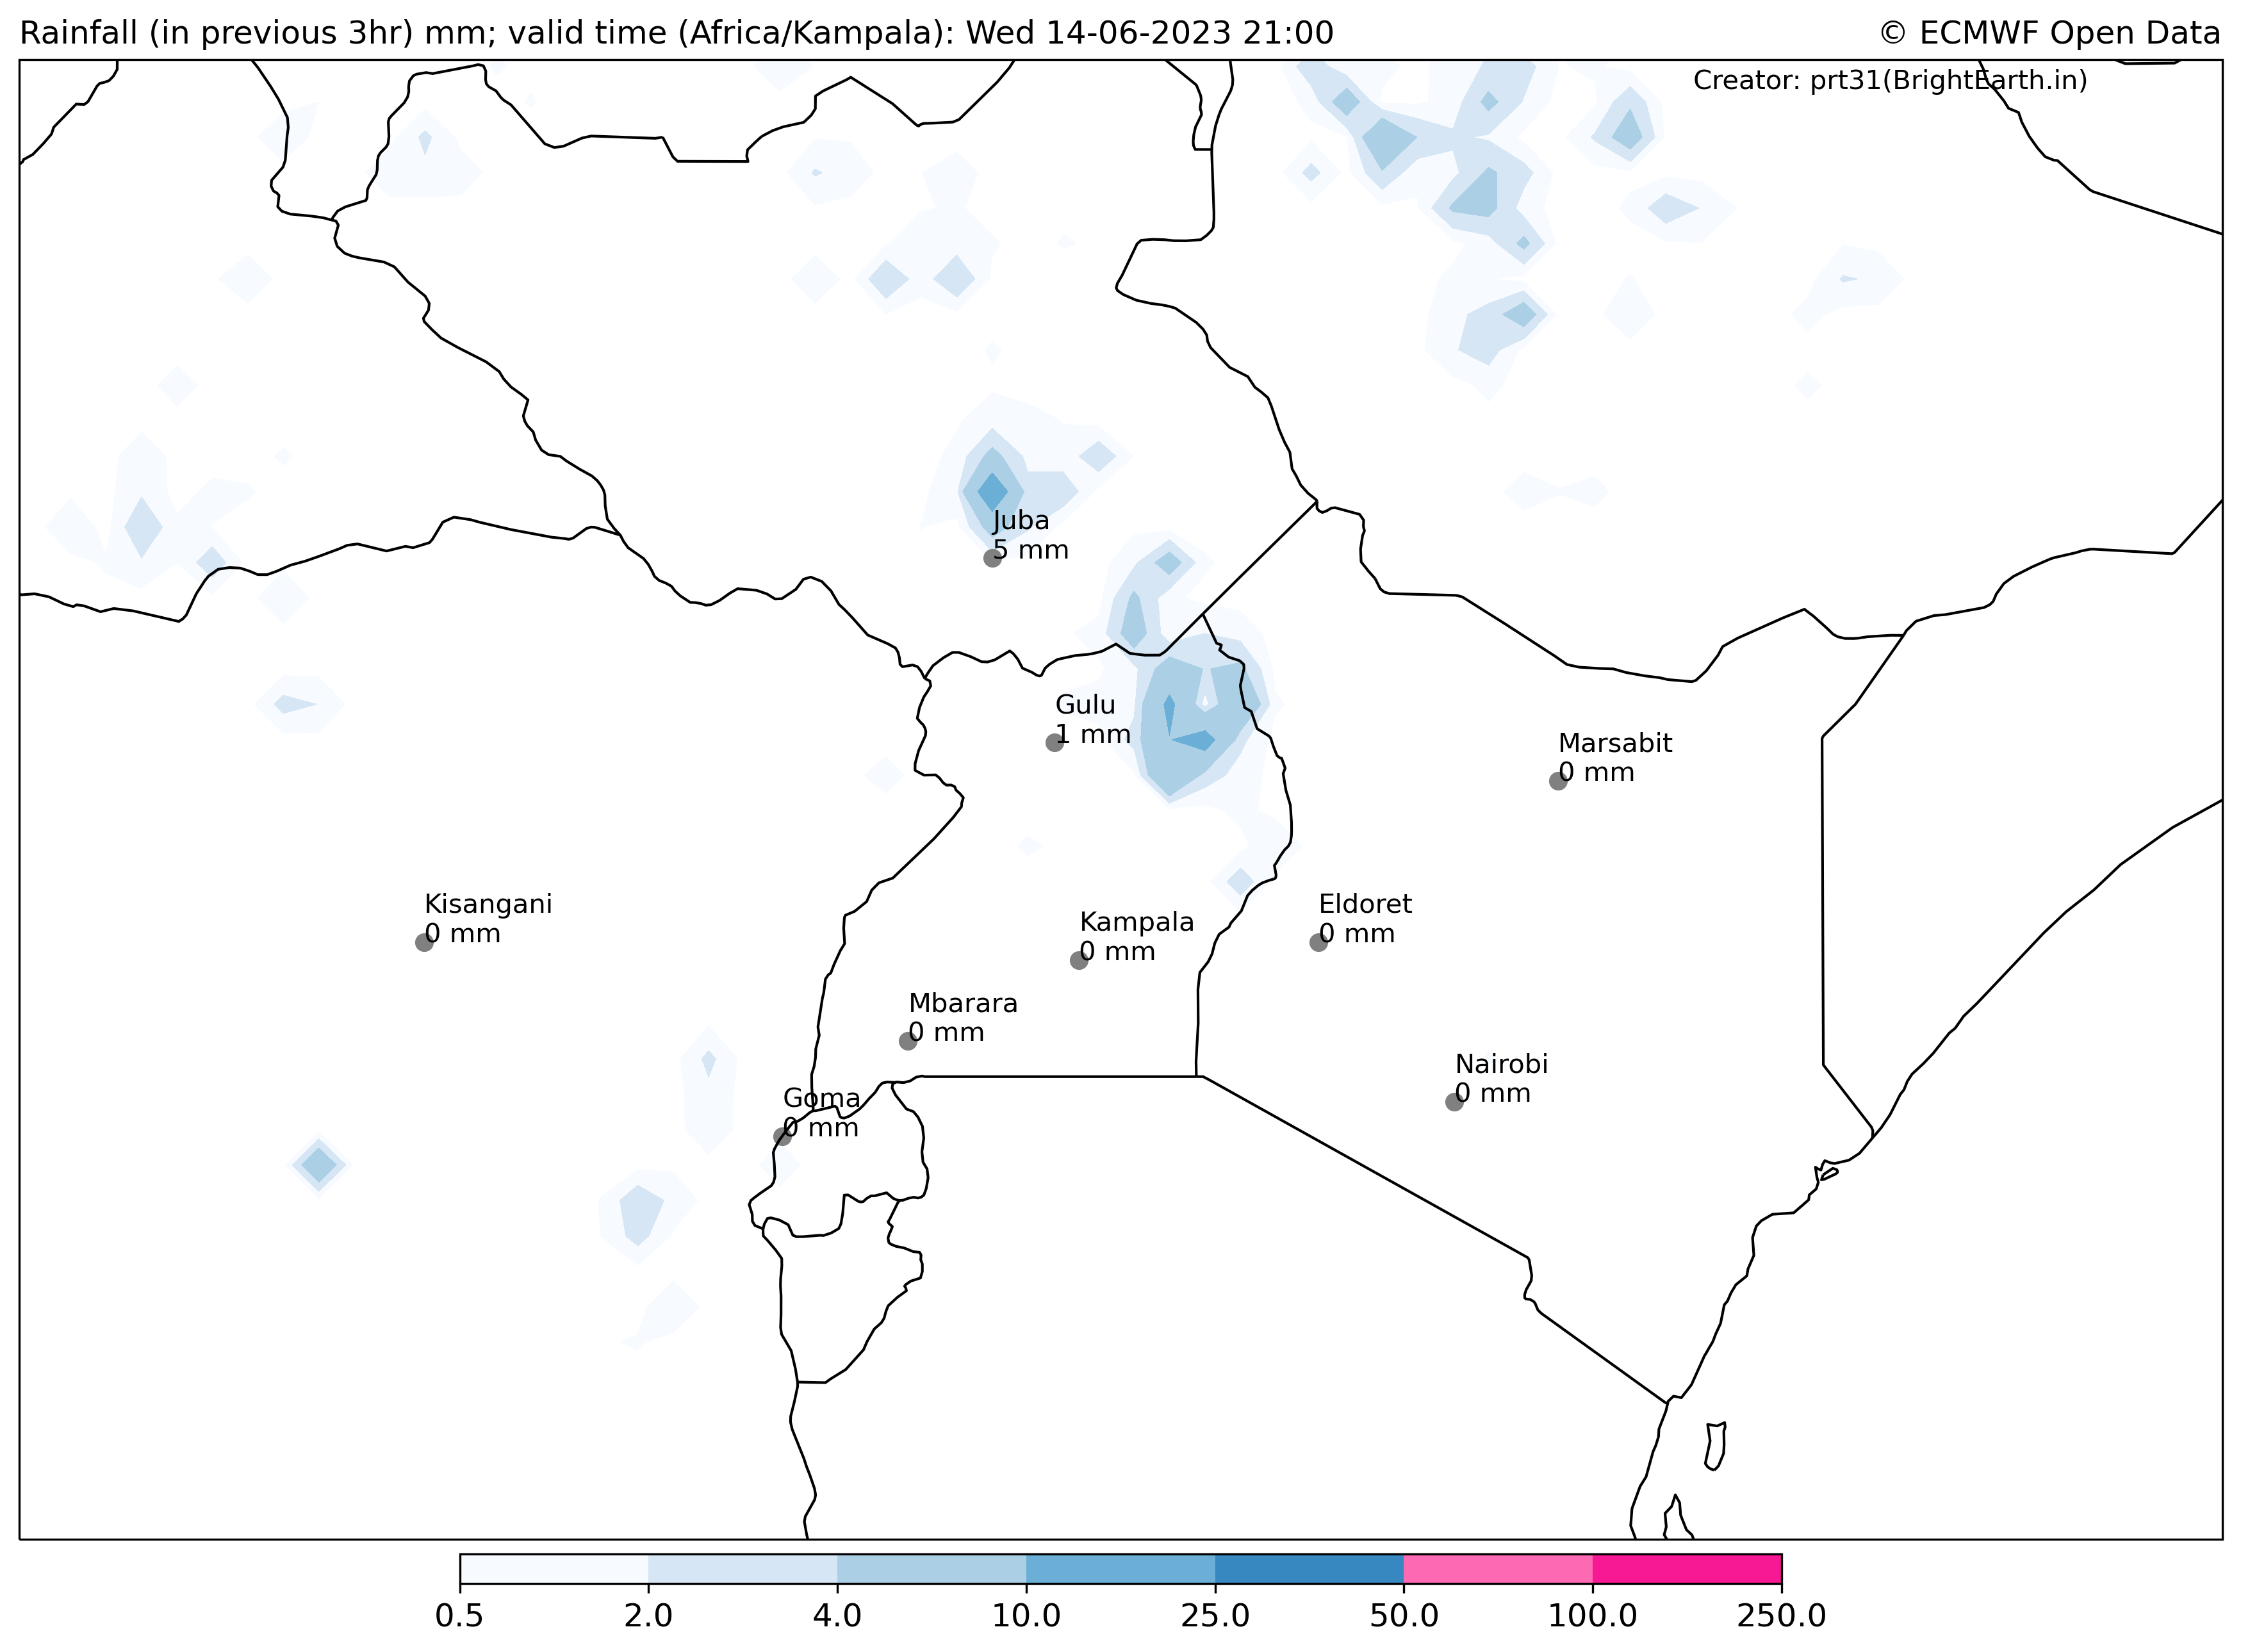 Rainfall (in previous 3hr) mm; valid time (Africa/Kampala): Wed 14-06-2023 21:00
© ECMWF Open Data
Creator: prt31(BrightEarth.in)
Juba
5 mm
Gulu
1 mm
Marsabit
0 mm
Kisangani
0 mm
Kampala
0 mm
Eldoret
0 mm
Mbarara
0 mm
Nairobi
0 mm
Goma
0 mm
0.5 2.0 4.0 10.0 25.0 50.0 100.0 250.0